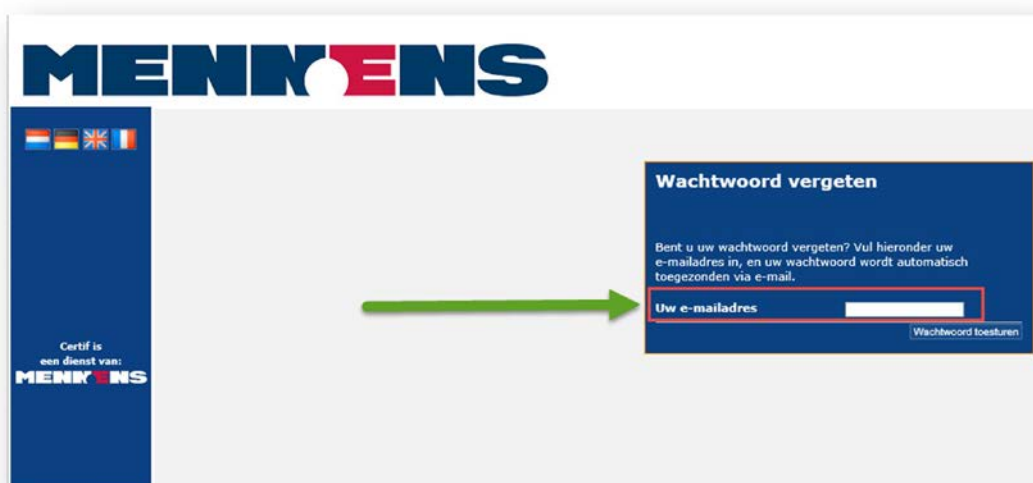 MENNENS
Wachtwoord vergeten
Bent u uw wachtwoord vergeten? Vul hieronder uw
e-mailadres in, en uw wachtwoord wordt automatisch
toegezonden via e-mail.
Uw e-mailadres
Wachtwoord toesturen
Certif is
een dienst van:
MENNENS